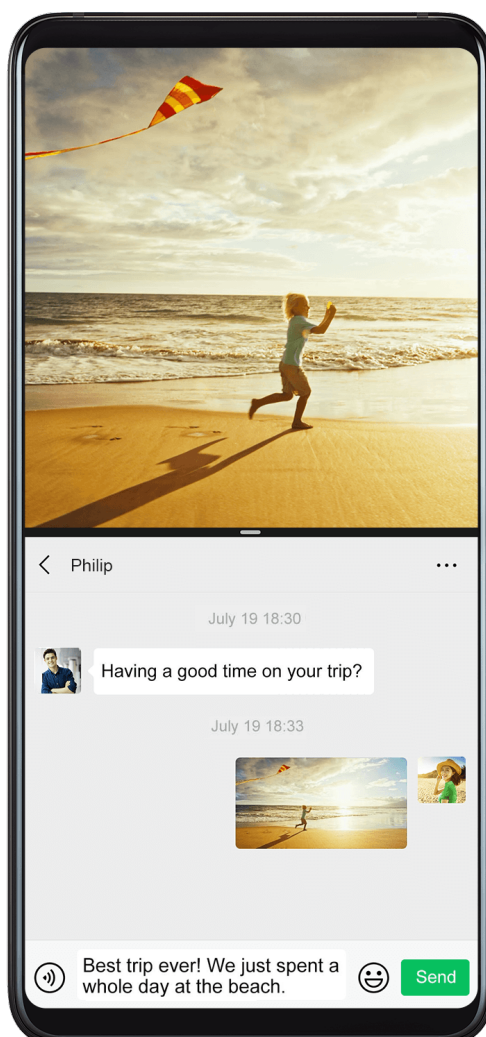 Philip
July 19 18:30
Having a good time on your trip?
July 19 18:33
Best trip ever! We just spent a
whole day at the beach.
Send